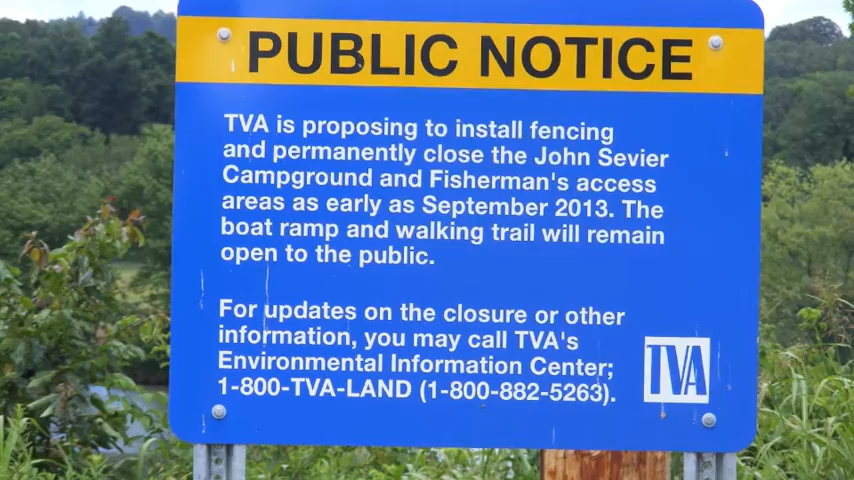 PUBLIC NOTICE
TVA is proposing to install fencing
and permanently close the John Sevier
Campground and Fisherman's access
areas as early as September 2013. The
boat ramp and walking trail will remain
open to the public.
For updates on the closure or other
information, you may call TVA's
Environmental Information Center;
1-800-TVA-LAND (1-800-882-5263).
TVA